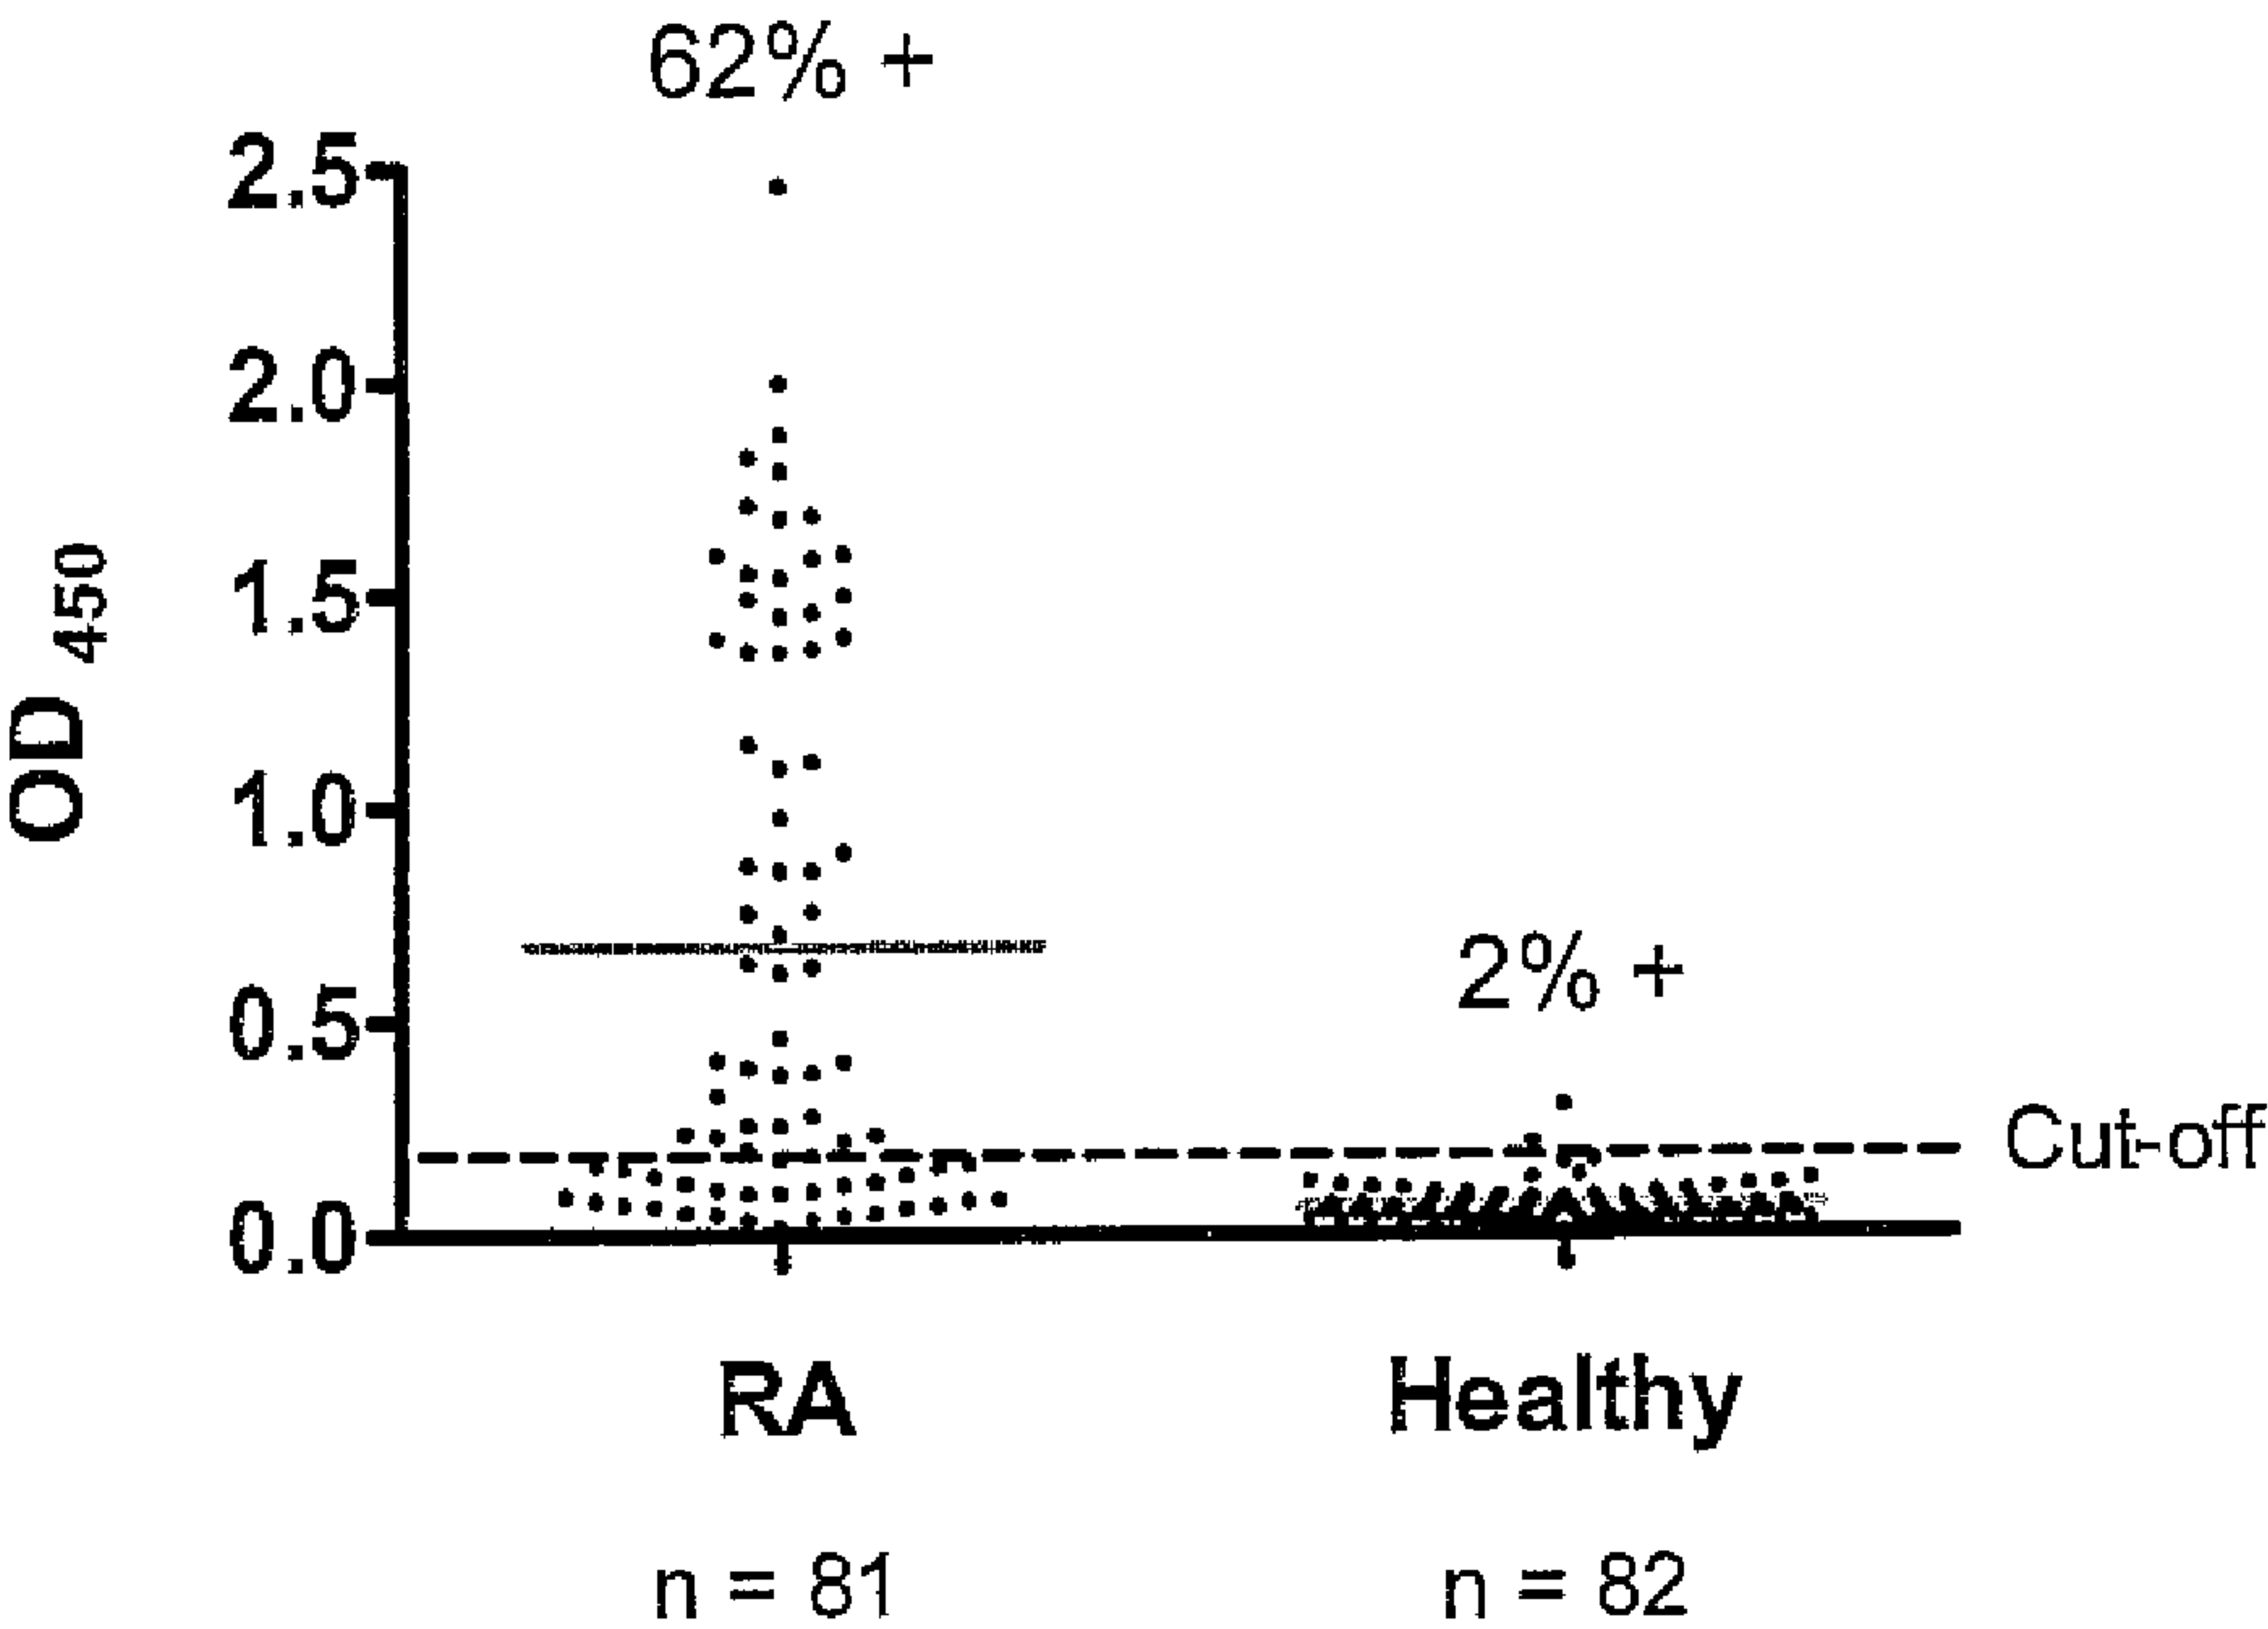 62% +
2.5
2.0
1.5
1.0
0.5
0.0
OD 450
2% +
Cut-off
RA
Healthy
n = 81
n = 82